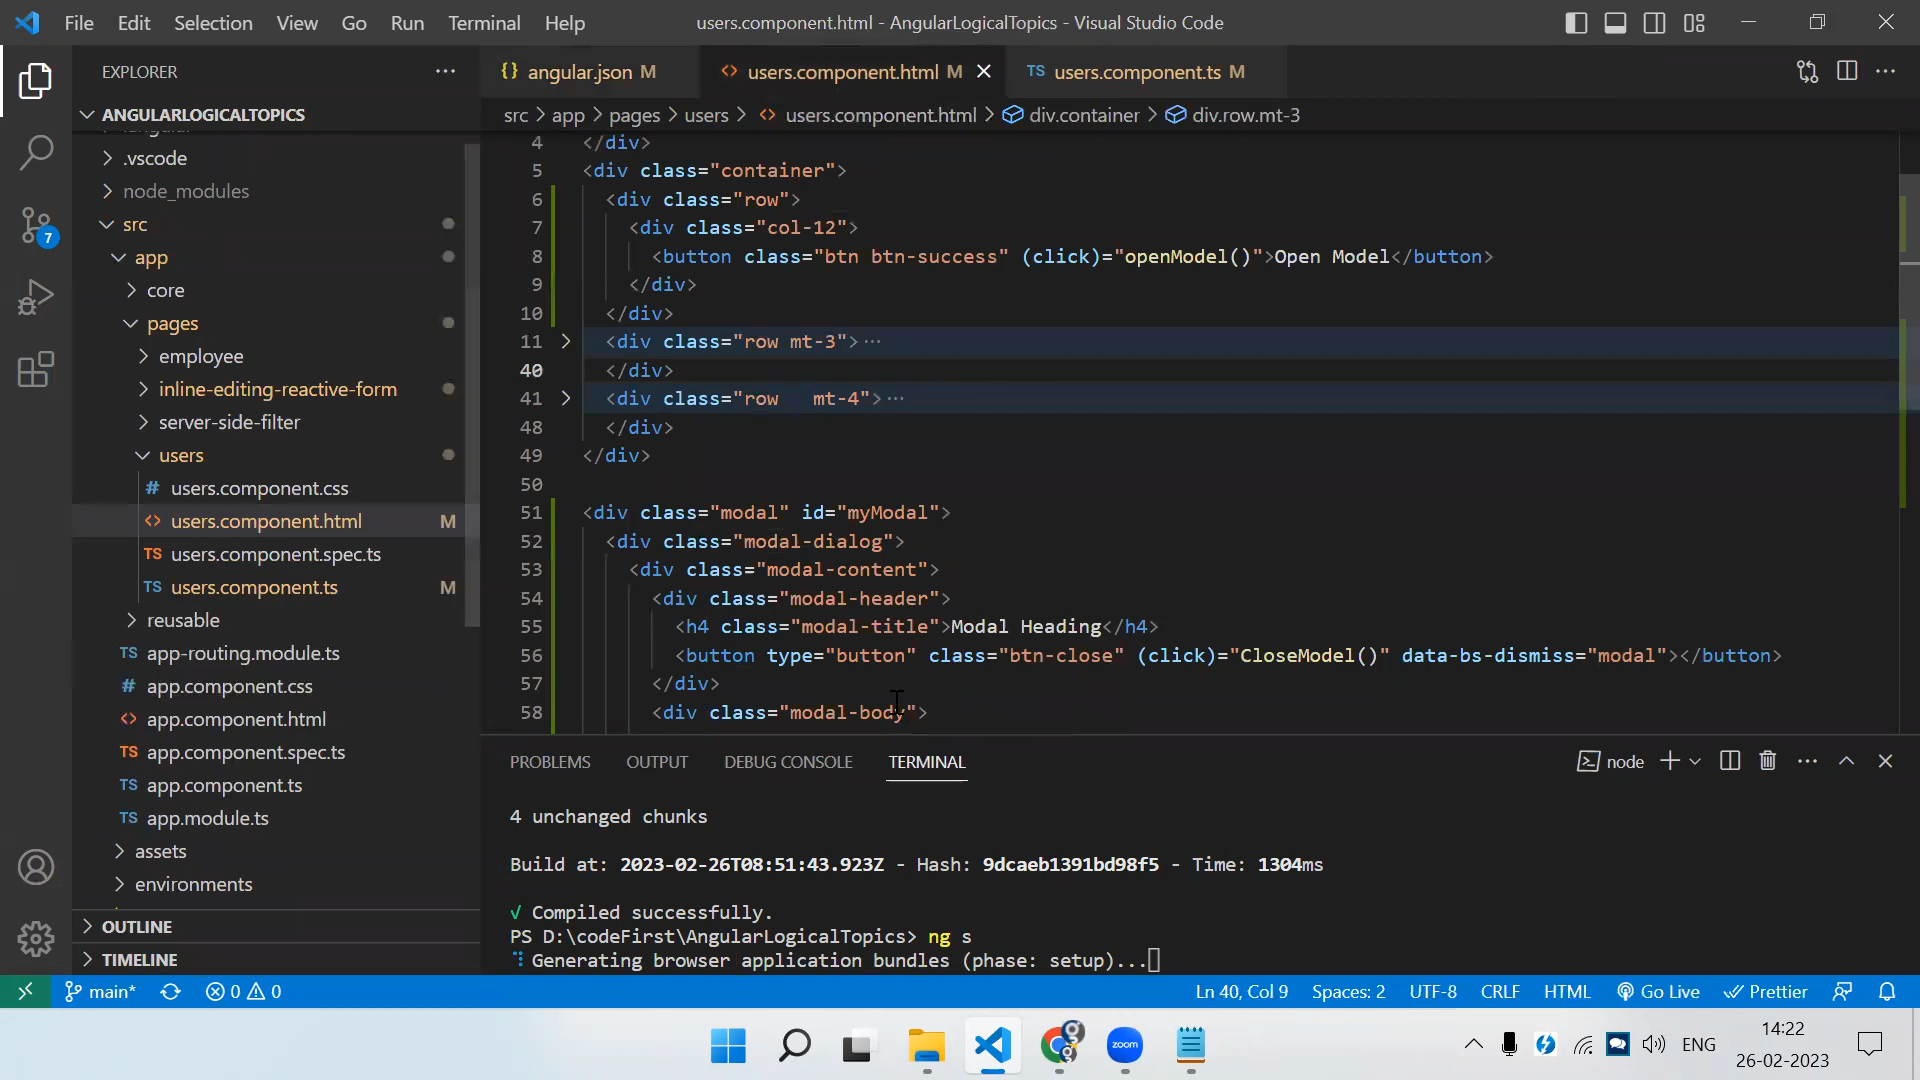 File Edit Selection View Go Run Terminal Help users.component.html - AngularLogicalTopics - Visual Studio Code
EXPLORER
ANGULARLOGICALTOPICS
.vscode
node_modules
src
app
core
pages
employee
inline-editing-reactive-form
server-side-filter
users
# users.component.css
<> users.component.html M
TS users.component.spec.ts
TS users.component.ts M
reusable
TS app-routing.module.ts
# app.component.css
<> app.component.html
TS app.component.spec.ts
TS app.component.ts
TS app.module.ts
assets
environments
OUTLINE
TIMELINE
7
{} angular.json M <> users.component.html M TS users.component.ts M
src > app > pages > users > <> users.component.html > div.container > div.row.mt-3
4 </div>
5 <div class="container">
6 <div class="row">
7 <div class="col-12">
8 <button class="btn btn-success" (click)="openModel()">Open Model</button>
9 </div>
10 </div>
11 <div class="row mt-3">···
40 </div>
41 <div class="row   mt-4">···
48 </div>
49 </div>
50
51 <div class="modal" id="myModal">
52 <div class="modal-dialog">
53 <div class="modal-content">
54 <div class="modal-header">
55 <h4 class="modal-title">Modal Heading</h4>
56 <button type="button" class="btn-close" (click)="CloseModel()" data-bs-dismiss="modal"></button>
57 </div>
58 <div class="modal-body">
PROBLEMS OUTPUT DEBUG CONSOLE TERMINAL node
4 unchanged chunks
Build at: 2023-02-26T08:51:43.923Z - Hash: 9dcaeb1391bd98f5 - Time: 1304ms
√ Compiled successfully.
PS D:\codeFirst\AngularLogicalTopics> ng s
Generating browser application bundles (phase: setup)...
main* 0 0 Ln 40, Col 9 Spaces: 2 UTF-8 CRLF HTML Go Live Prettier
zoom
ENG
14:22
26-02-2023